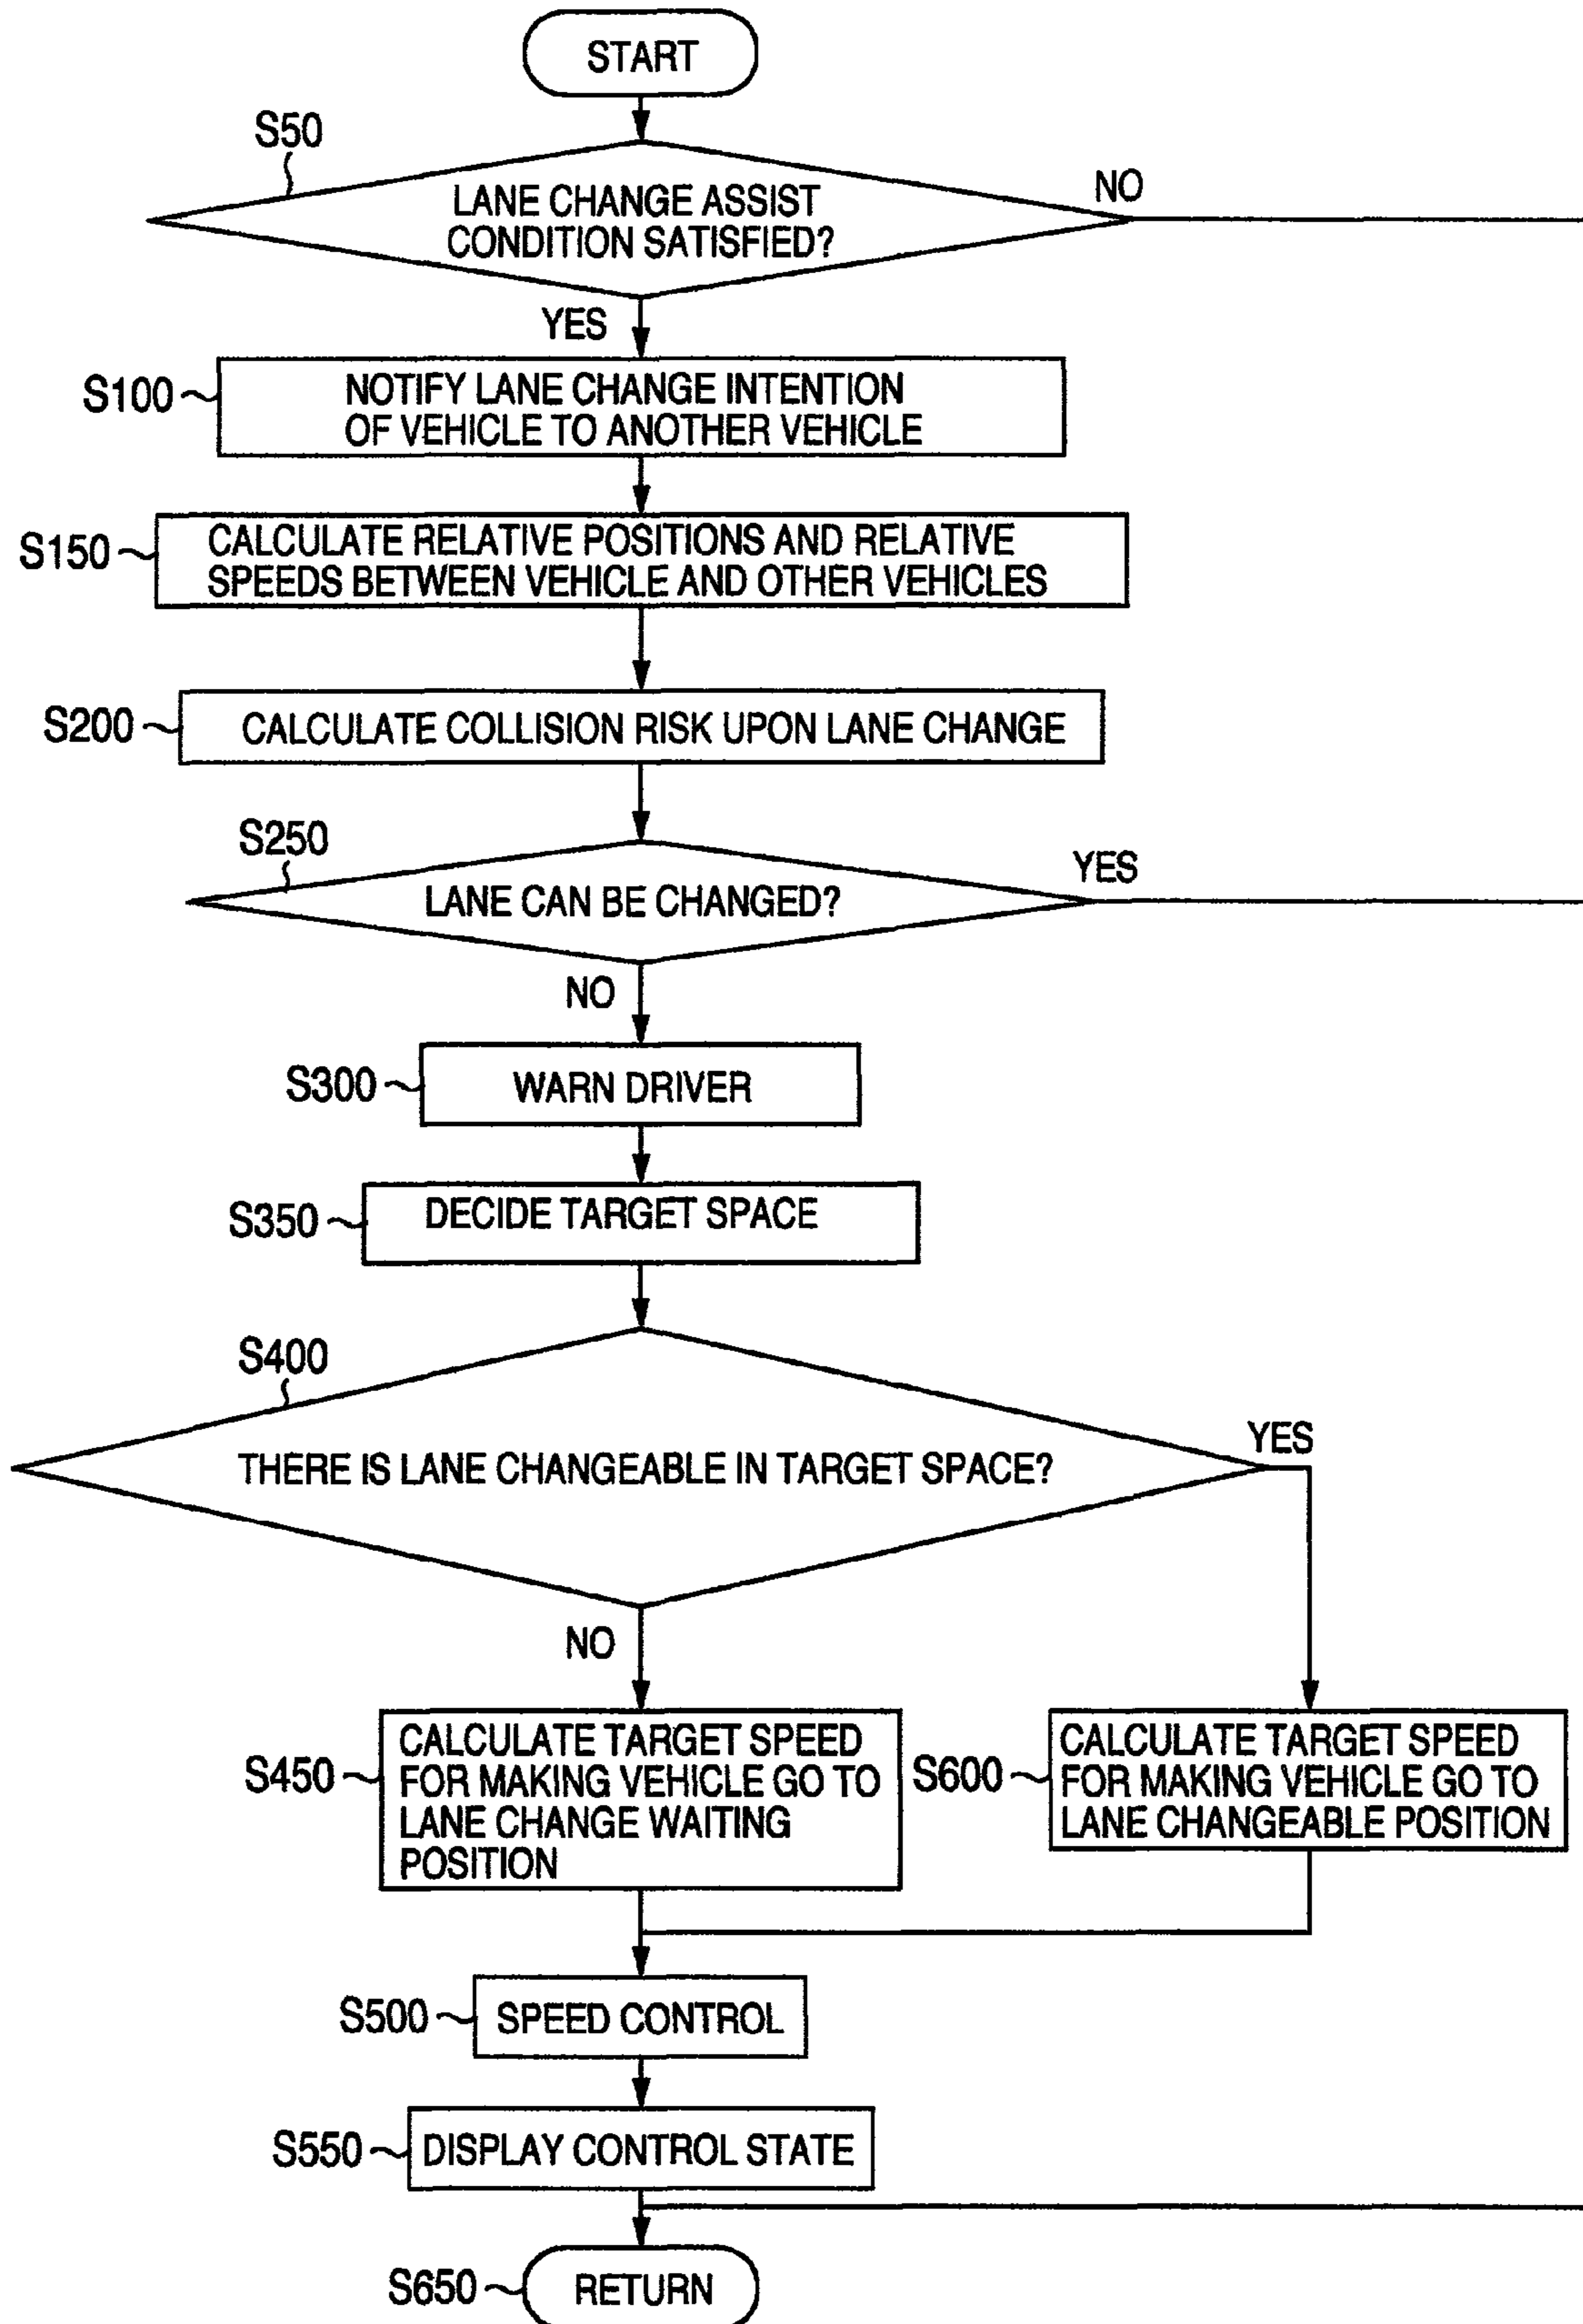 START
S50
LANE CHANGE ASSIST
CONDITION SATISFIED?
NO
YES
S100
NOTIFY LANE CHANGE INTENTION
OF VEHICLE TO ANOTHER VEHICLE
S150
CALCULATE RELATIVE POSITIONS AND RELATIVE
SPEEDS BETWEEN VEHICLE AND OTHER VEHICLES
S200
CALCULATE COLLISION RISK UPON LANE CHANGE
S250
LANE CAN BE CHANGED?
YES
NO
S300
WARN DRIVER
S350
DECIDE TARGET SPACE
S400
THERE IS LANE CHANGEABLE IN TARGET SPACE?
YES
NO
S450
CALCULATE TARGET SPEED
FOR MAKING VEHICLE GO TO
LANE CHANGE WAITING
POSITION
S600
CALCULATE TARGET SPEED
FOR MAKING VEHICLE GO TO
LANE CHANGEABLE POSITION
S500
SPEED CONTROL
S550
DISPLAY CONTROL STATE
S650
RETURN